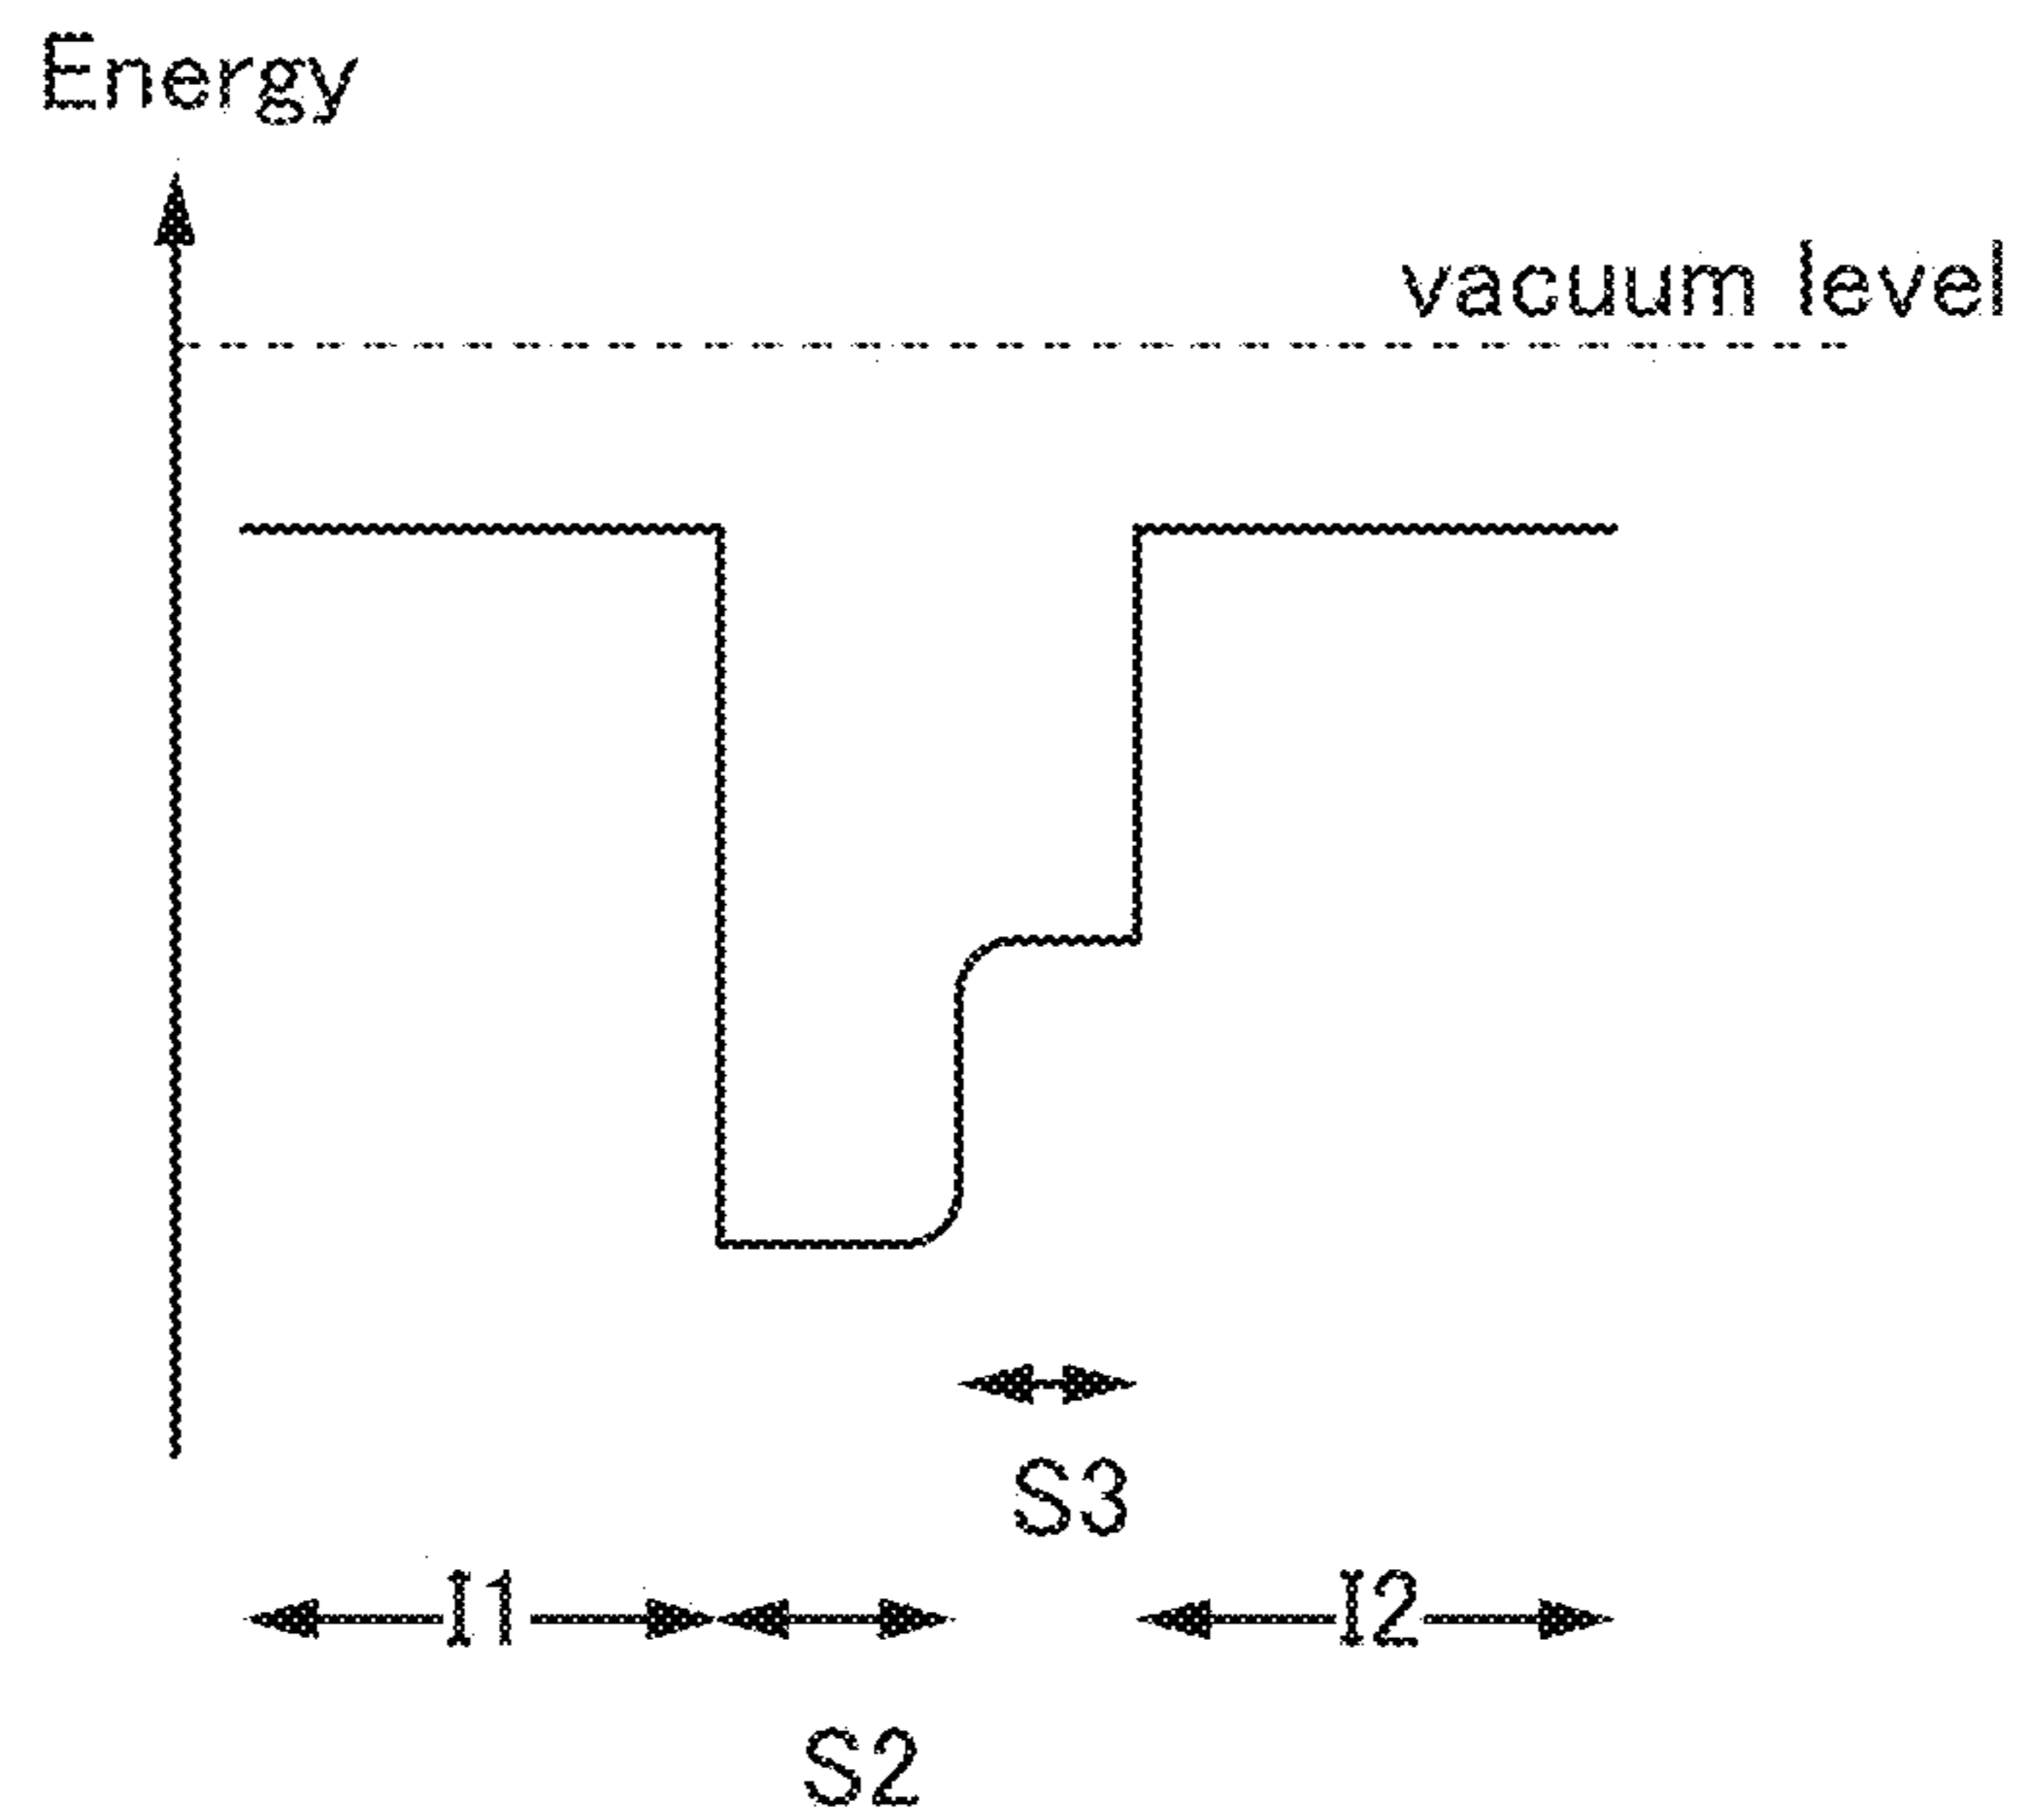 Energy
vacuum level
S3
I1
I2
S2